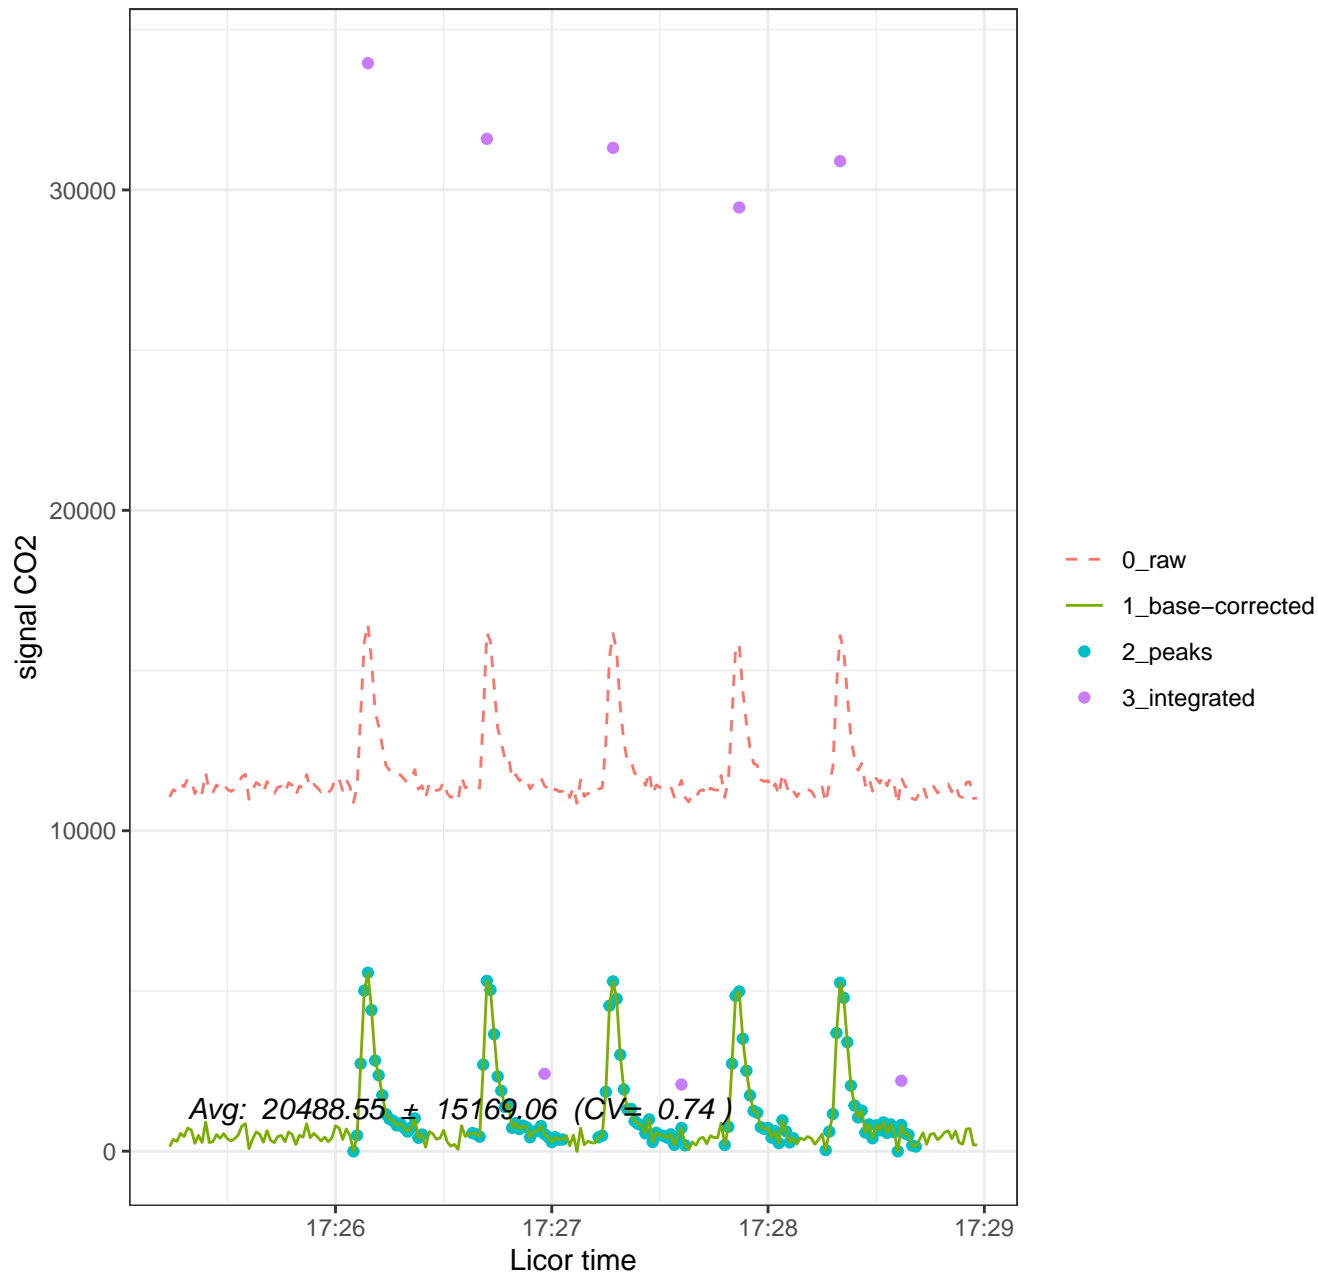 30000
20000
10000
0
signal CO2
Avg: 20488.55 ± 15169.06 (CV= 0.74 )
17:26
17:27
17:28
17:29
Licor time
0_raw
1_base−corrected
2_peaks
3_integrated